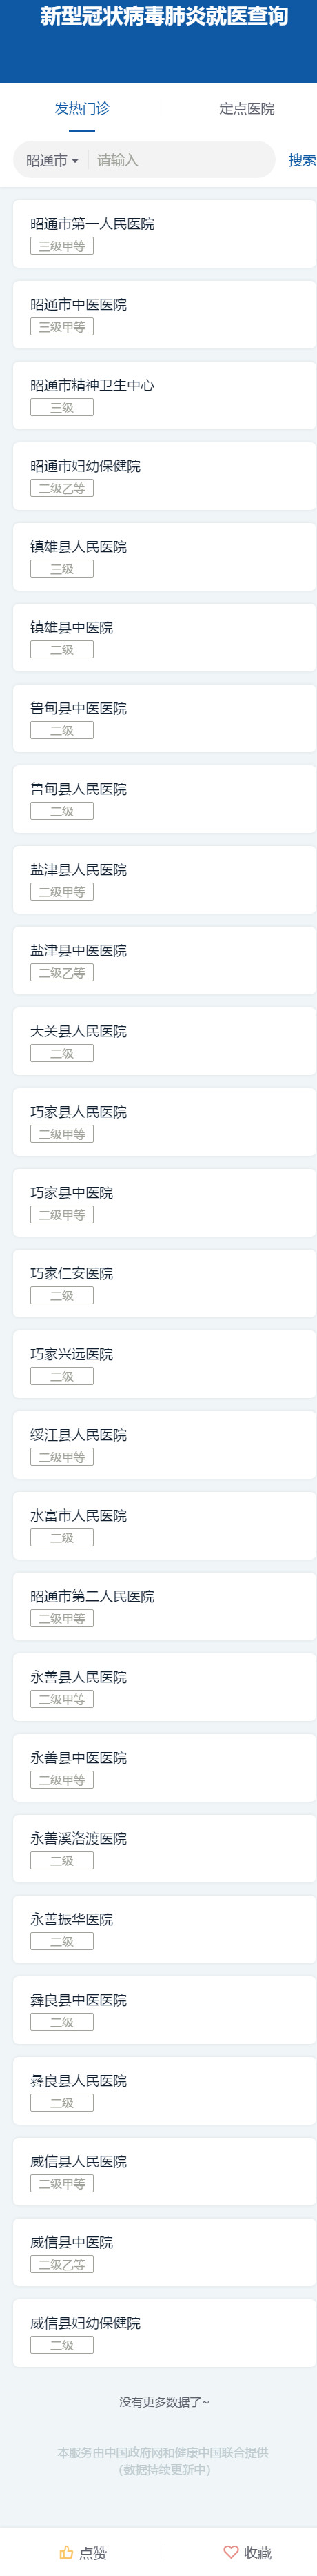 新型冠状病毒肺炎就医查询
发热门诊 定点医院
昭通市 请输入 搜索
昭通市第一人民医院
三级甲等
昭通市中医医院
三级甲等
昭通市精神卫生中心
三级
昭通市妇幼保健院
二级乙等
镇雄县人民医院
三级
镇雄县中医院
二级
鲁甸县中医医院
二级
鲁甸县人民医院
二级
盐津县人民医院
二级甲等
盐津县中医医院
二级乙等
大关县人民医院
二级
巧家县人民医院
二级甲等
巧家县中医院
二级甲等
巧家仁安医院
二级
巧家兴远医院
二级
绥江县人民医院
二级甲等
水富市人民医院
二级
昭通市第二人民医院
二级甲等
永善县人民医院
二级甲等
永善县中医医院
二级甲等
永善溪洛渡医院
二级
永善振华医院
二级
彝良县中医医院
二级
彝良县人民医院
二级
威信县人民医院
二级甲等
威信县中医院
二级乙等
威信县妇幼保健院
二级
没有更多数据了~
本服务由中国政府网和健康中国联合提供
(数据持续更新中)
点赞 收藏